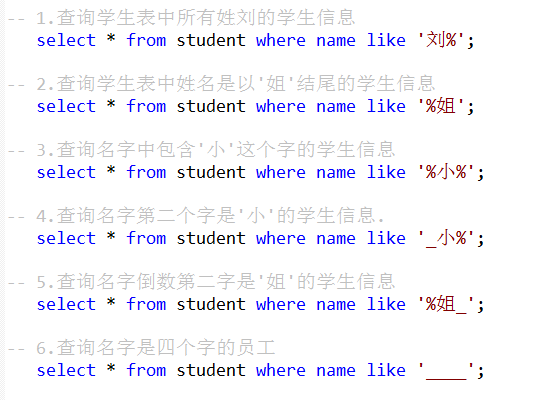 -- 1.查询学生表中所有姓刘的学生信息
select * from student where name like '刘%';
-- 2.查询学生表中姓名是以'姐'结尾的学生信息
select * from student where name like '%姐';
-- 3.查询名字中包含'小'这个字的学生信息
select * from student where name like '%小%';
-- 4.查询名字第二个字是'小'的学生信息.
select * from student where name like '_小%';
-- 5.查询名字倒数第二字是'姐'的学生信息
select * from student where name like '%姐_';
-- 6.查询名字是四个字的员工
select * from student where name like '____';